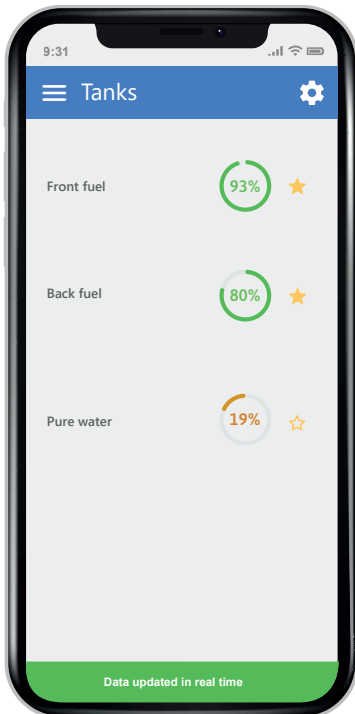 9:31
Tanks
Front fuel
93%
Back fuel
80%
Pure water
19%
Data updated in real time